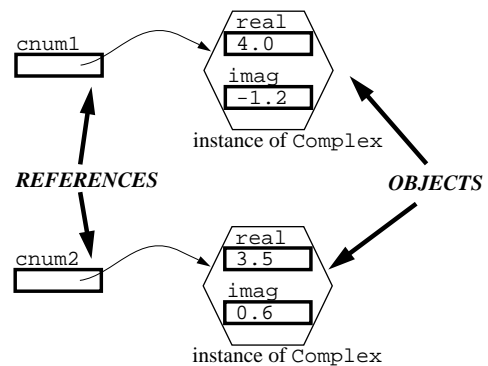 cnum1
real
4.0
imag
-1.2
instance of Complex
REFERENCES
OBJECTS
cnum2
real
3.5
imag
0.6
instance of Complex